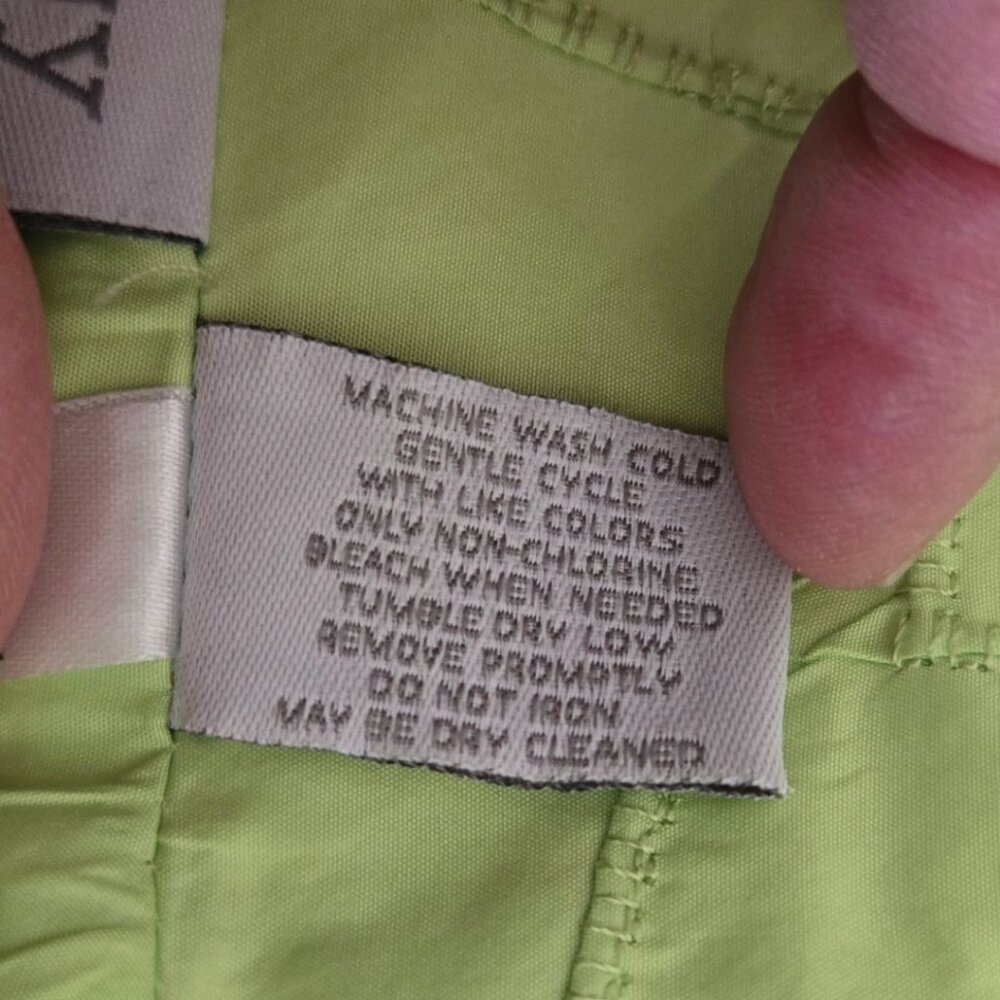 MACHINE WASH COLD
GENTLE CYCLE
WITH LIKE COLORS
ONLY NON-CHLORINE
BLEACH WHEN NEEDED
TUMBLE DRY LOW
REMOVE PROMPTLY
DO NOT IRON
MAY BE DRY CLEANED